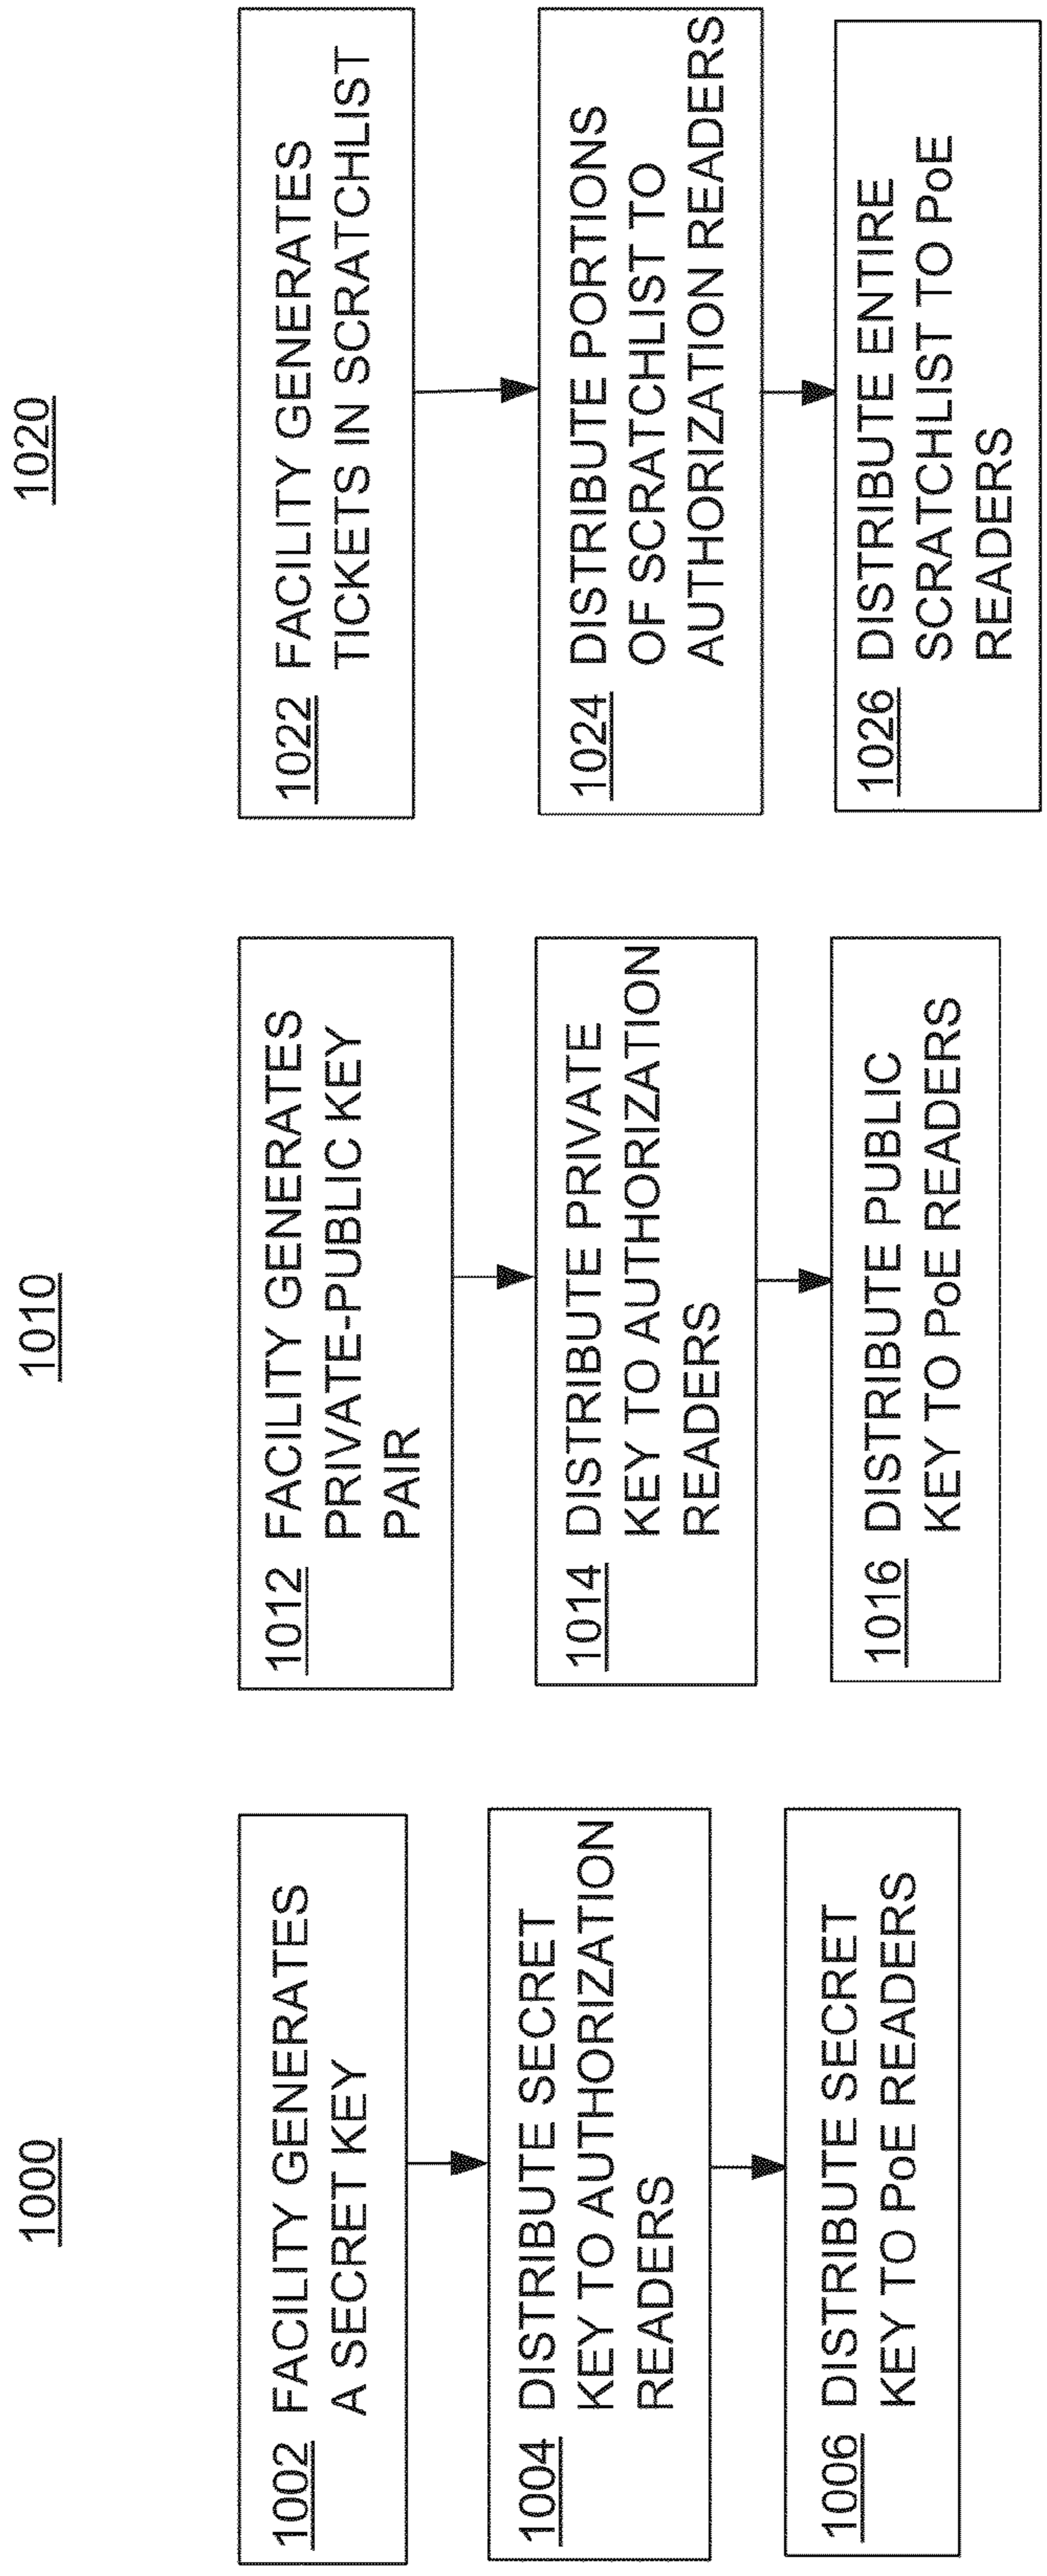 1000
1002 FACILITY GENERATES
A SECRET KEY
1004 DISTRIBUTE SECRET
KEY TO AUTHORIZATION
READERS
1006 DISTRIBUTE SECRET
KEY TO PoE READERS
1010
1012 FACILITY GENERATES
PRIVATE-PUBLIC KEY
PAIR
1014 DISTRIBUTE PRIVATE
KEY TO AUTHORIZATION
READERS
1016 DISTRIBUTE PUBLIC
KEY TO PoE READERS
1020
1022 FACILITY GENERATES
TICKETS IN SCRATCHLIST
1024 DISTRIBUTE PORTIONS
OF SCRATCHLIST TO
AUTHORIZATION READERS
1026 DISTRIBUTE ENTIRE
SCRATCHLIST TO PoE
READERS